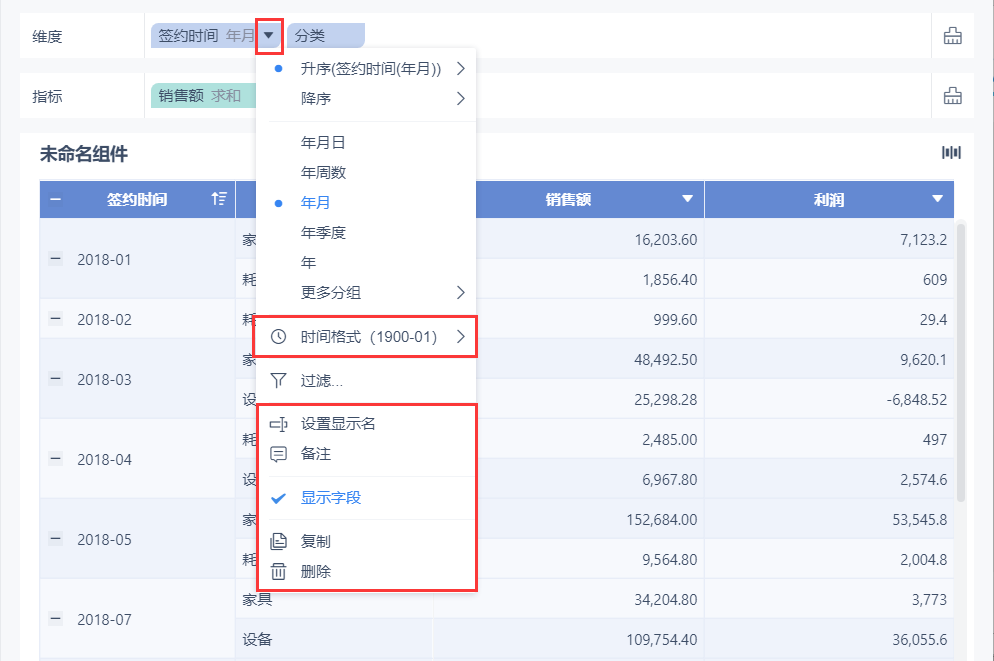 维度
签约时间 年月
分类
指标
销售额 求和
升序(签约时间(年月))
降序
年月日
年周数
年月
年季度
年
更多分组
时间格式（1900-01）
过滤...
设置显示名
备注
显示字段
复制
删除
未命名组件
签约时间 销售额 利润
2018-01 家 16,203.60 7,123.2
耗 1,856.40 609
2018-02 耗 999.60 29.4
2018-03 家 48,492.50 9,620.1
设 25,298.28 -6,848.52
2018-04 耗 2,485.00 497
设 6,967.80 2,574.6
2018-05 家 152,684.00 53,545.8
耗 9,564.80 2,004.8
2018-07 家具 34,204.80 3,773
设备 109,754.40 36,055.6